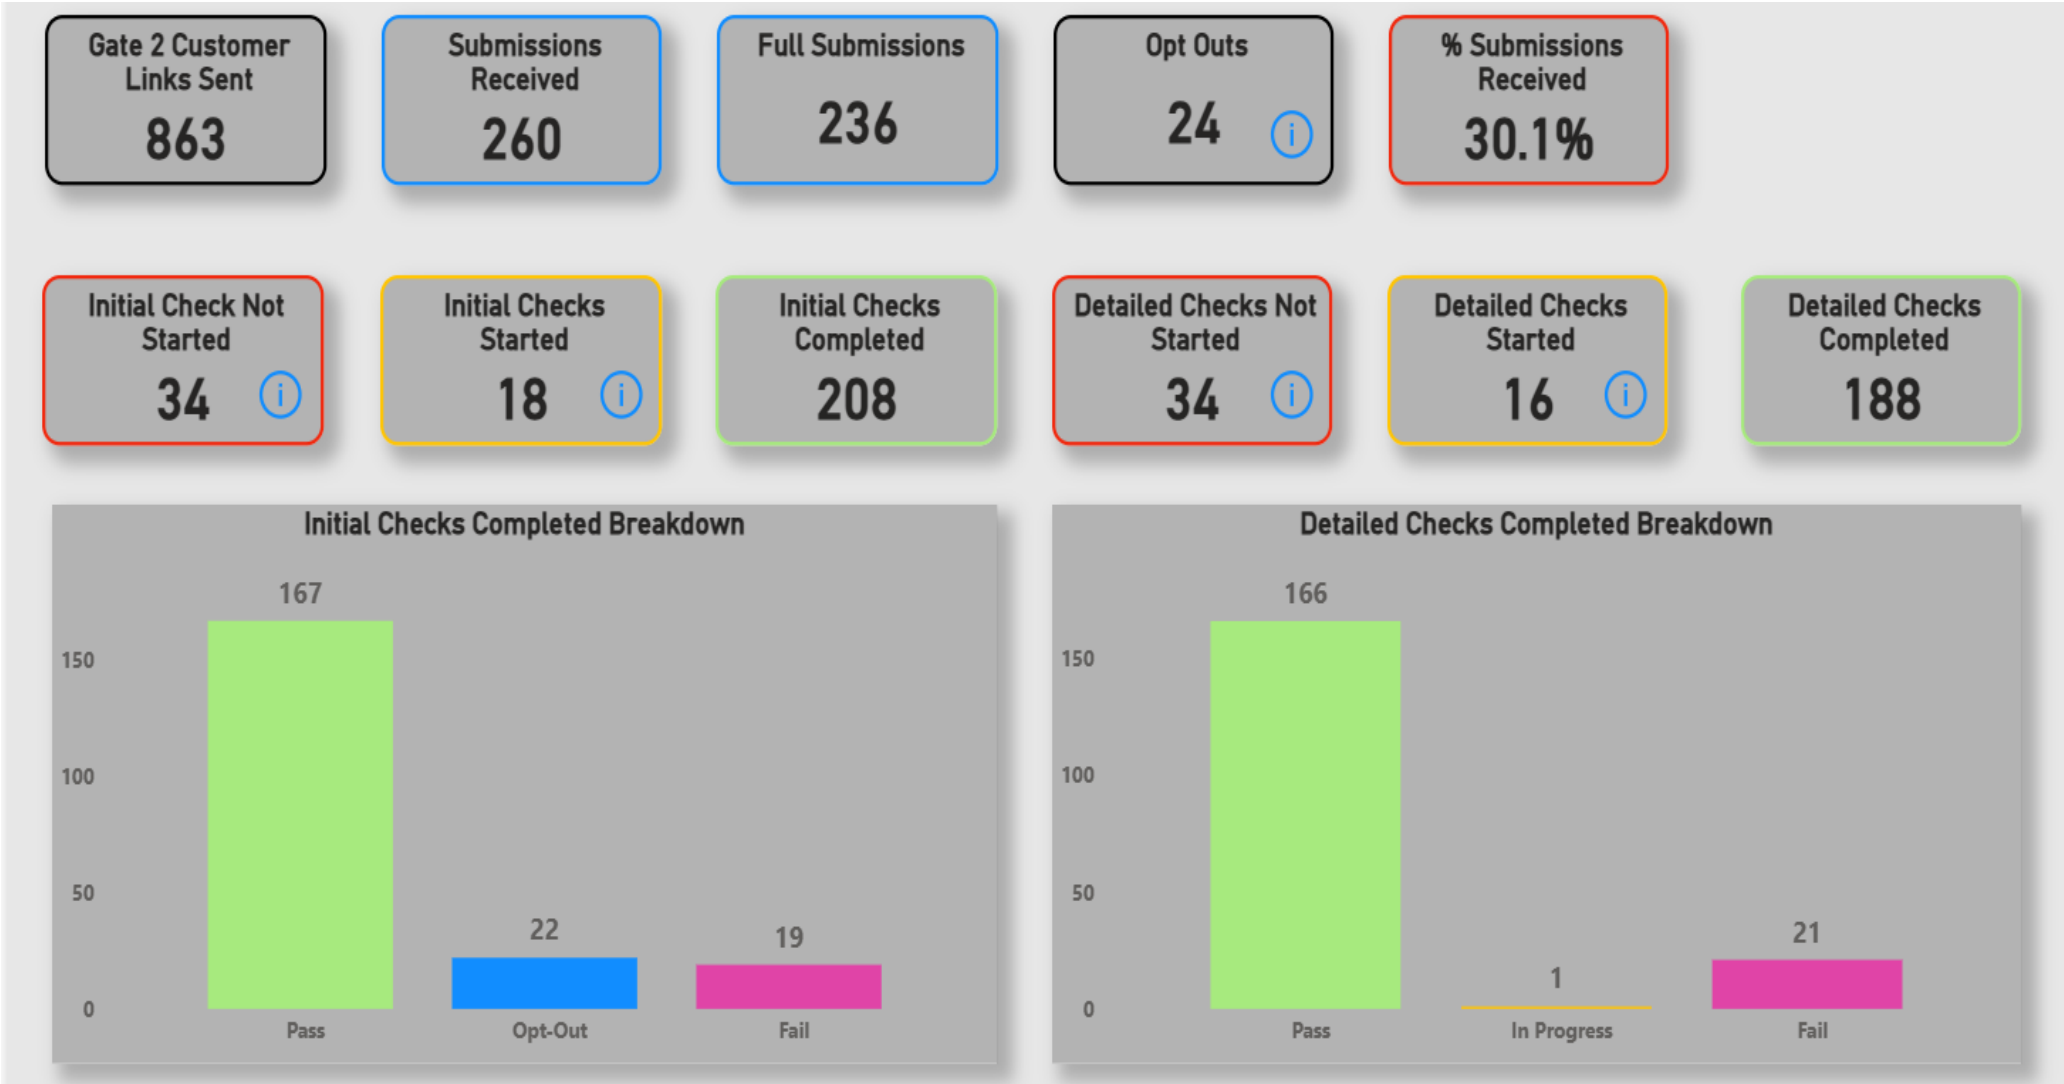 Gate 2 Customer
Links Sent
863
Submissions
Received
260
Full Submissions
236
Opt Outs
24
i
% Submissions
Received
30.1%
Initial Check Not
Started
34
i
Initial Checks
Started
18
i
Initial Checks
Completed
208
Detailed Checks Not
Started
34
i
Detailed Checks
Started
16
i
Detailed Checks
Completed
188
Initial Checks Completed Breakdown
167
150
100
50
22
19
0
Pass
Opt-Out
Fail
Detailed Checks Completed Breakdown
166
150
100
50
21
1
0
Pass
In Progress
Fail